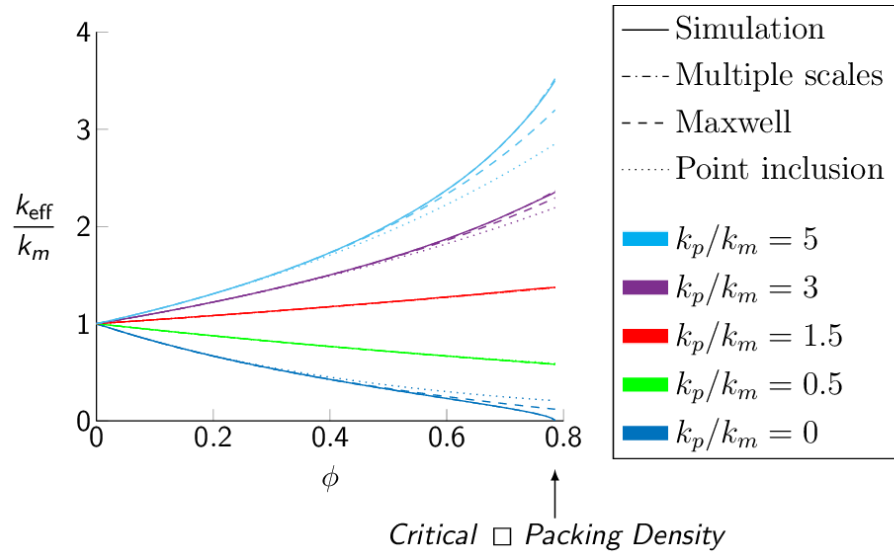 4
3
2
1
0
k_eff
k_m
0 0.2 0.4 0.6 0.8
ϕ
Critical □ Packing Density
Simulation
Multiple scales
Maxwell
Point inclusion
k_p/k_m = 5
k_p/k_m = 3
k_p/k_m = 1.5
k_p/k_m = 0.5
k_p/k_m = 0